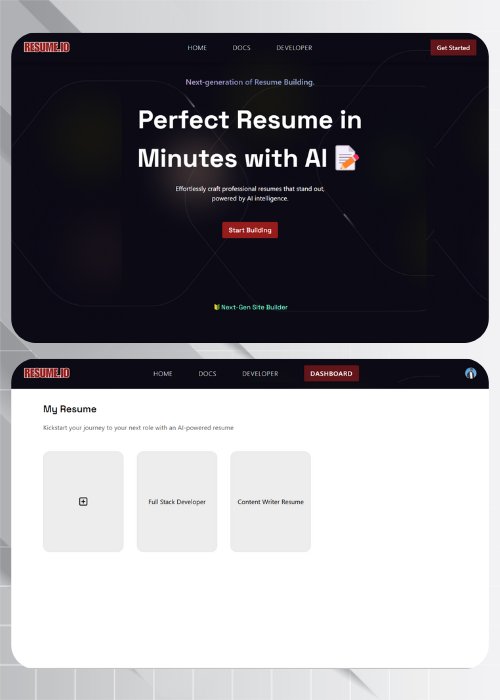 RESUME.IO
HOME DOCS DEVELOPER
Get Started
Next-generation of Resume Building.
Perfect Resume in
Minutes with AI
Effortlessly craft professional resumes that stand out,
powered by AI intelligence.
Start Building
Next-Gen Site Builder
RESUME.IO
HOME DOCS DEVELOPER DASHBOARD
My Resume
Kickstart your journey to your next role with an AI-powered resume
Full Stack Developer
Content Writer Resume